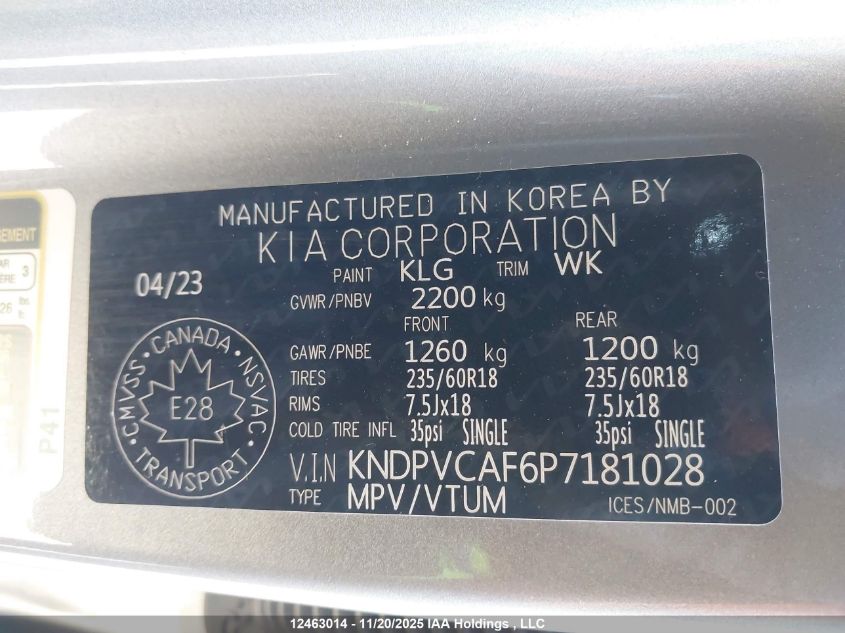 MANUFACTURED IN KOREA BY
KIA CORPORATION
04/23
PAINT KLG TRIM WK
GVWR/PNBV 2200 kg
FRONT REAR
GAWR/PNBE 1260 kg 1200 kg
TIRES 235/60R18 235/60R18
RIMS 7.5Jx18 7.5Jx18
COLD TIRE INFL 35psi SINGLE 35psi SINGLE
V.I.N KNDPVCAF6P7181028
TYPE MPV/VTUM
ICES/NMB-002
CMVSS · CANADA · NSVAC
E28
TRANSPORT
3
26 lbs.
P41
12463014 - 11/20/2025 IAA Holdings , LLC